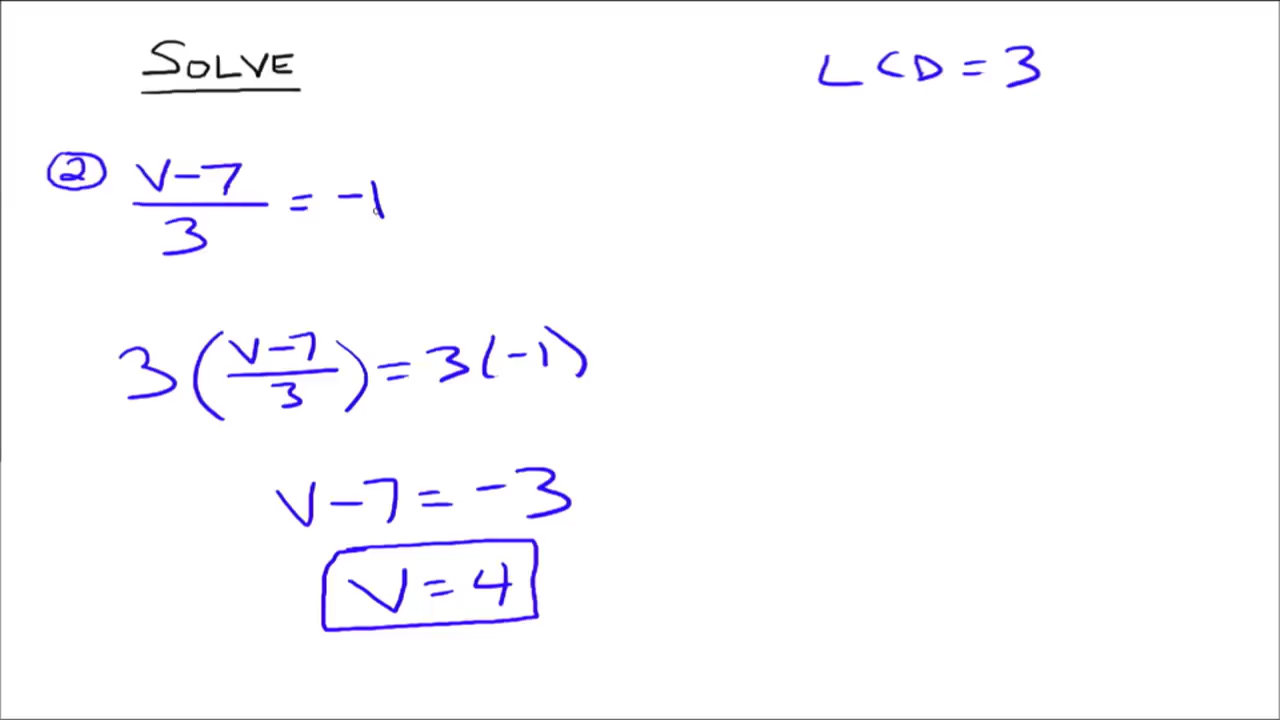 SOLVE
LCD = 3
② (v-7)/3 = -1
3((v-7)/3) = 3(-1)
v-7 = -3
v = 4